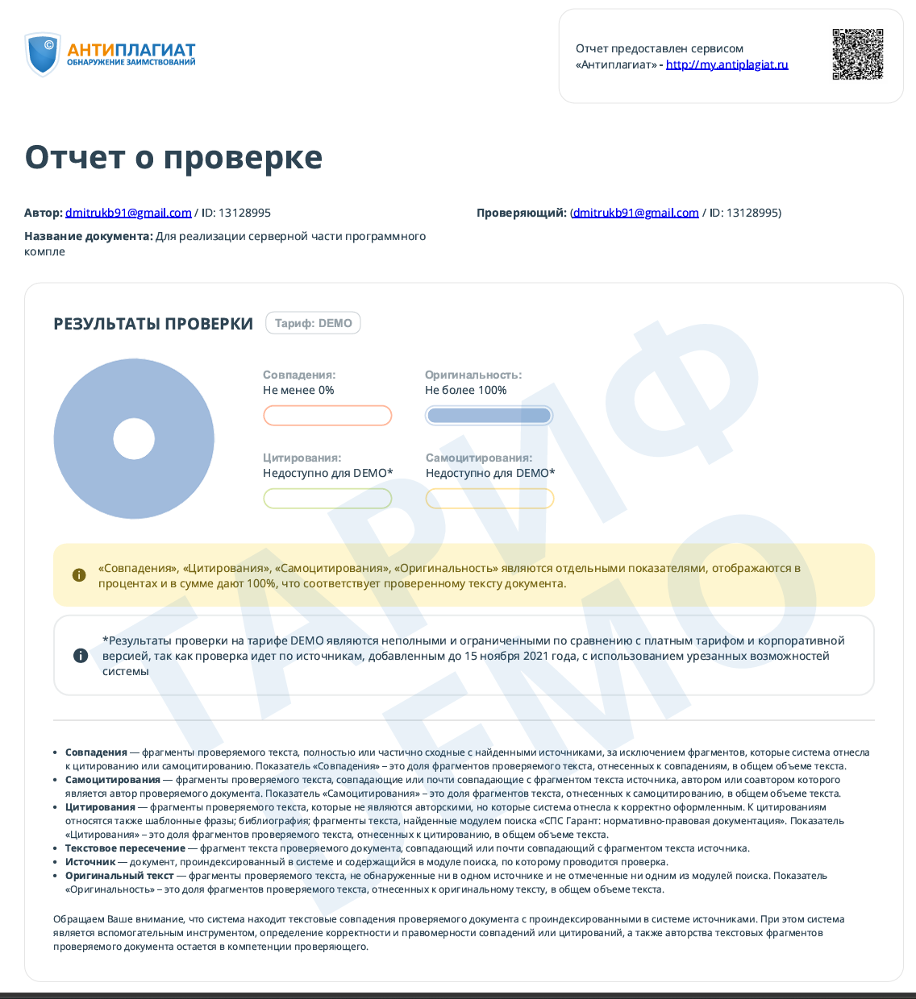 ©
АНТИПЛАГИАТ
ОБНАРУЖЕНИЕ ЗАИМСТВОВАНИЙ
Отчет предоставлен сервисом
«Антиплагиат» - http://my.antiplagiat.ru
Отчет о проверке
Автор: dmitrukb91@gmail.com / ID: 13128995
Проверяющий: (dmitrukb91@gmail.com / ID: 13128995)
Название документа: Для реализации серверной части программного
компле
РЕЗУЛЬТАТЫ ПРОВЕРКИ
Тариф: DEMO
Совпадения:
Не менее 0%
Оригинальность:
Не более 100%
Цитирования:
Недоступно для DEMO*
Самоцитирования:
Недоступно для DEMO*
ТАРИФ
DEMO
«Совпадения», «Цитирования», «Самоцитирования», «Оригинальность» являются отдельными показателями, отображаются в
процентах и в сумме дают 100%, что соответствует проверенному тексту документа.
*Результаты проверки на тарифе DEMO являются неполными и ограниченными по сравнению с платным тарифом и корпоративной
версией, так как проверка идет по источникам, добавленным до 15 ноября 2021 года, с использованием урезанных возможностей
системы
• Совпадения — фрагменты проверяемого текста, полностью или частично сходные с найденными источниками, за исключением фрагментов, которые система отнесла
к цитированию или самоцитированию. Показатель «Совпадения» – это доля фрагментов проверяемого текста, отнесенных к совпадениям, в общем объеме текста.
• Самоцитирования — фрагменты проверяемого текста, совпадающие или почти совпадающие с фрагментом текста источника, автором или соавтором которого
является автор проверяемого документа. Показатель «Самоцитирования» – это доля фрагментов текста, отнесенных к самоцитированию, в общем объеме текста.
• Цитирования — фрагменты проверяемого текста, которые не являются авторскими, но которые система отнесла к корректно оформленным. К цитированиям
относятся также шаблонные фразы; библиография; фрагменты текста, найденные модулем поиска «СПС Гарант: нормативно-правовая документация». Показатель
«Цитирования» – это доля фрагментов проверяемого текста, отнесенных к цитированию, в общем объеме текста.
• Текстовое пересечение — фрагмент текста проверяемого документа, совпадающий или почти совпадающий с фрагментом текста источника.
• Источник — документ, проиндексированный в системе и содержащийся в модуле поиска, по которому проводится проверка.
• Оригинальный текст — фрагменты проверяемого текста, не обнаруженные ни в одном источнике и не отмеченные ни одним из модулей поиска. Показатель
«Оригинальность» – это доля фрагментов проверяемого текста, отнесенных к оригинальному тексту, в общем объеме текста.
Обращаем Ваше внимание, что система находит текстовые совпадения проверяемого документа с проиндексированными в системе источниками. При этом система
является вспомогательным инструментом, определение корректности и правомерности совпадений или цитирований, а также авторства текстовых фрагментов
проверяемого документа остается в компетенции проверяющего.